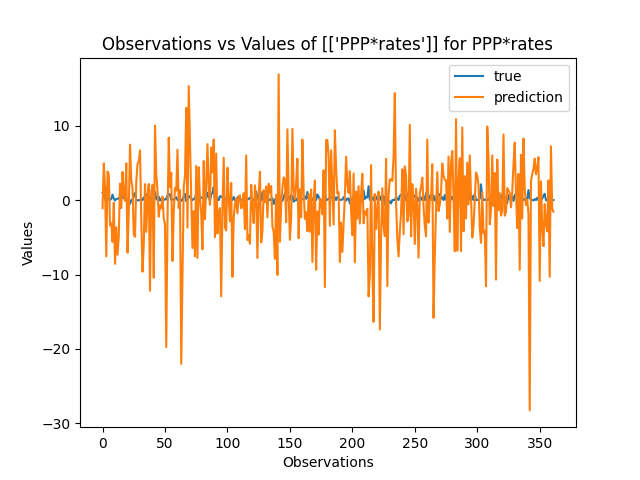 Observations vs Values of [['PPP*rates']] for PPP*rates
true
prediction
10
0
−10
−20
−30
Values
0
50
100
150
200
250
300
350
Observations